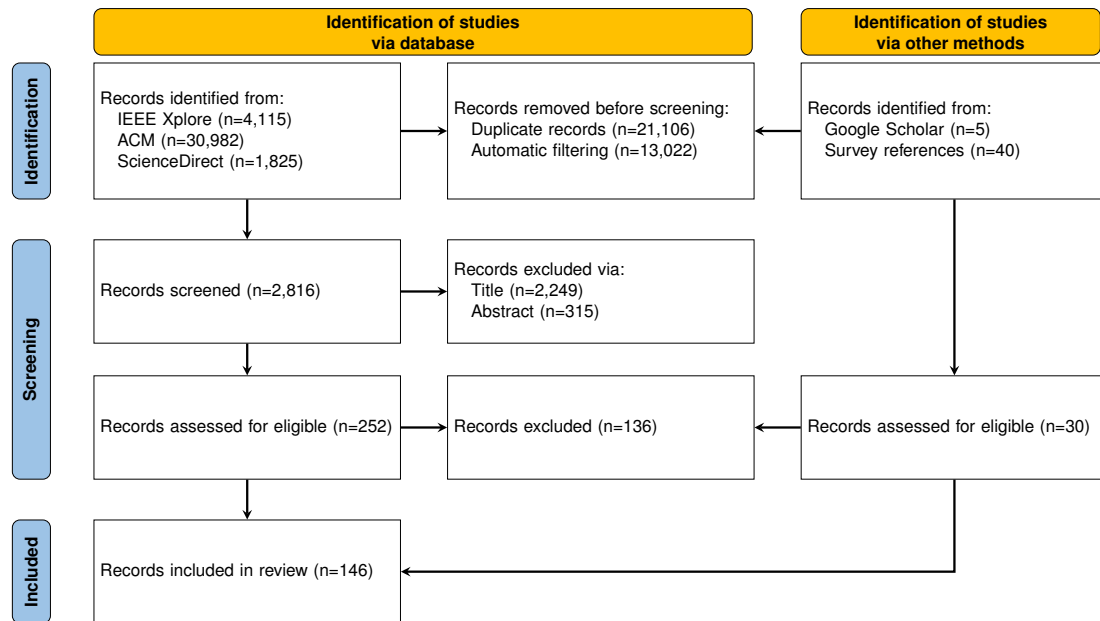 Identification of studies
via database
Identification of studies
via other methods
Identification
Records identified from:
IEEE Xplore (n=4,115)
ACM (n=30,982)
ScienceDirect (n=1,825)
Records removed before screening:
Duplicate records (n=21,106)
Automatic filtering (n=13,022)
Records identified from:
Google Scholar (n=5)
Survey references (n=40)
Screening
Records screened (n=2,816)
Records excluded via:
Title (n=2,249)
Abstract (n=315)
Records assessed for eligible (n=252)
Records excluded (n=136)
Records assessed for eligible (n=30)
Included
Records included in review (n=146)